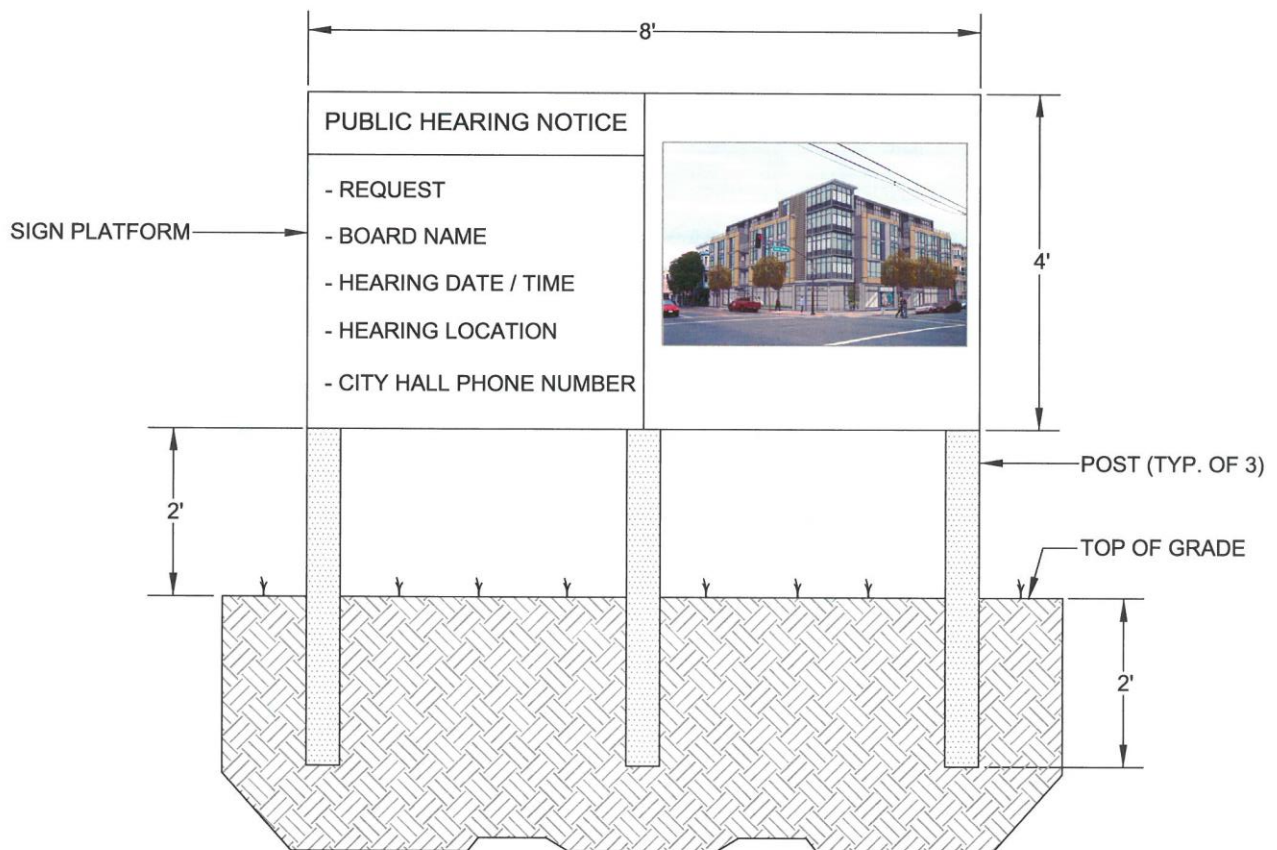 8'
PUBLIC HEARING NOTICE
- REQUEST
- BOARD NAME
- HEARING DATE / TIME
- HEARING LOCATION
- CITY HALL PHONE NUMBER
SIGN PLATFORM
4'
2'
POST (TYP. OF 3)
TOP OF GRADE
2'